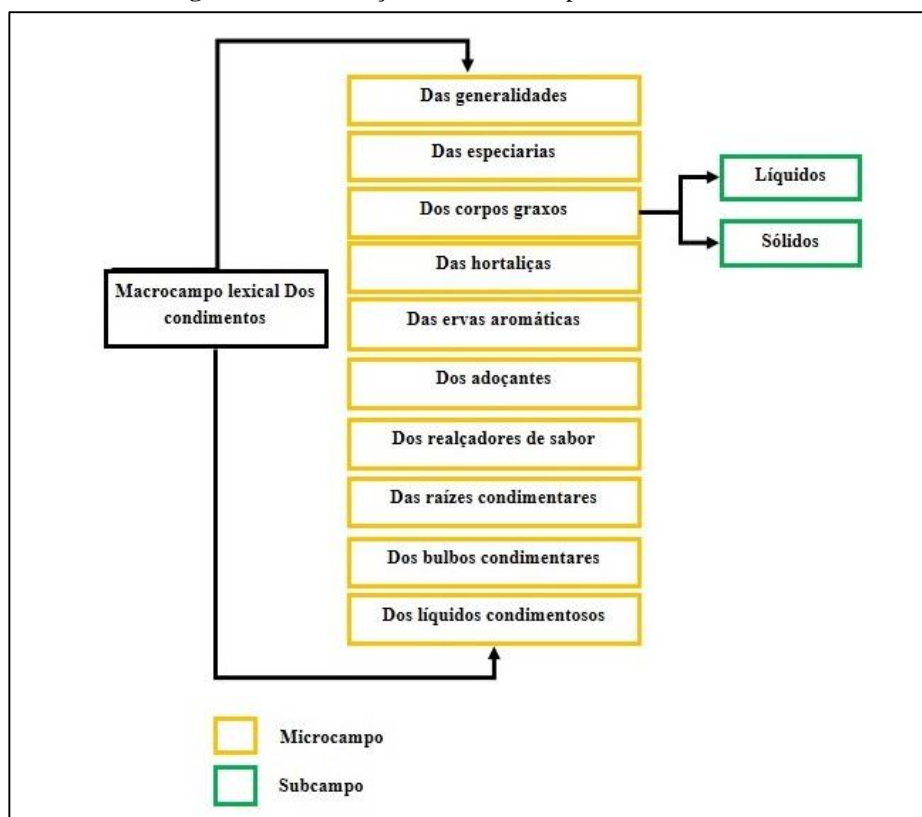 Das generalidades
Das especiarias
Dos corpos graxos
Líquidos
Sólidos
Das hortaliças
Macrocampo lexical Dos
condimentos
Das ervas aromáticas
Dos adoçantes
Dos realçadores de sabor
Das raízes condimentares
Dos bulbos condimentares
Dos líquidos condimentosos
Microcampo
Subcampo